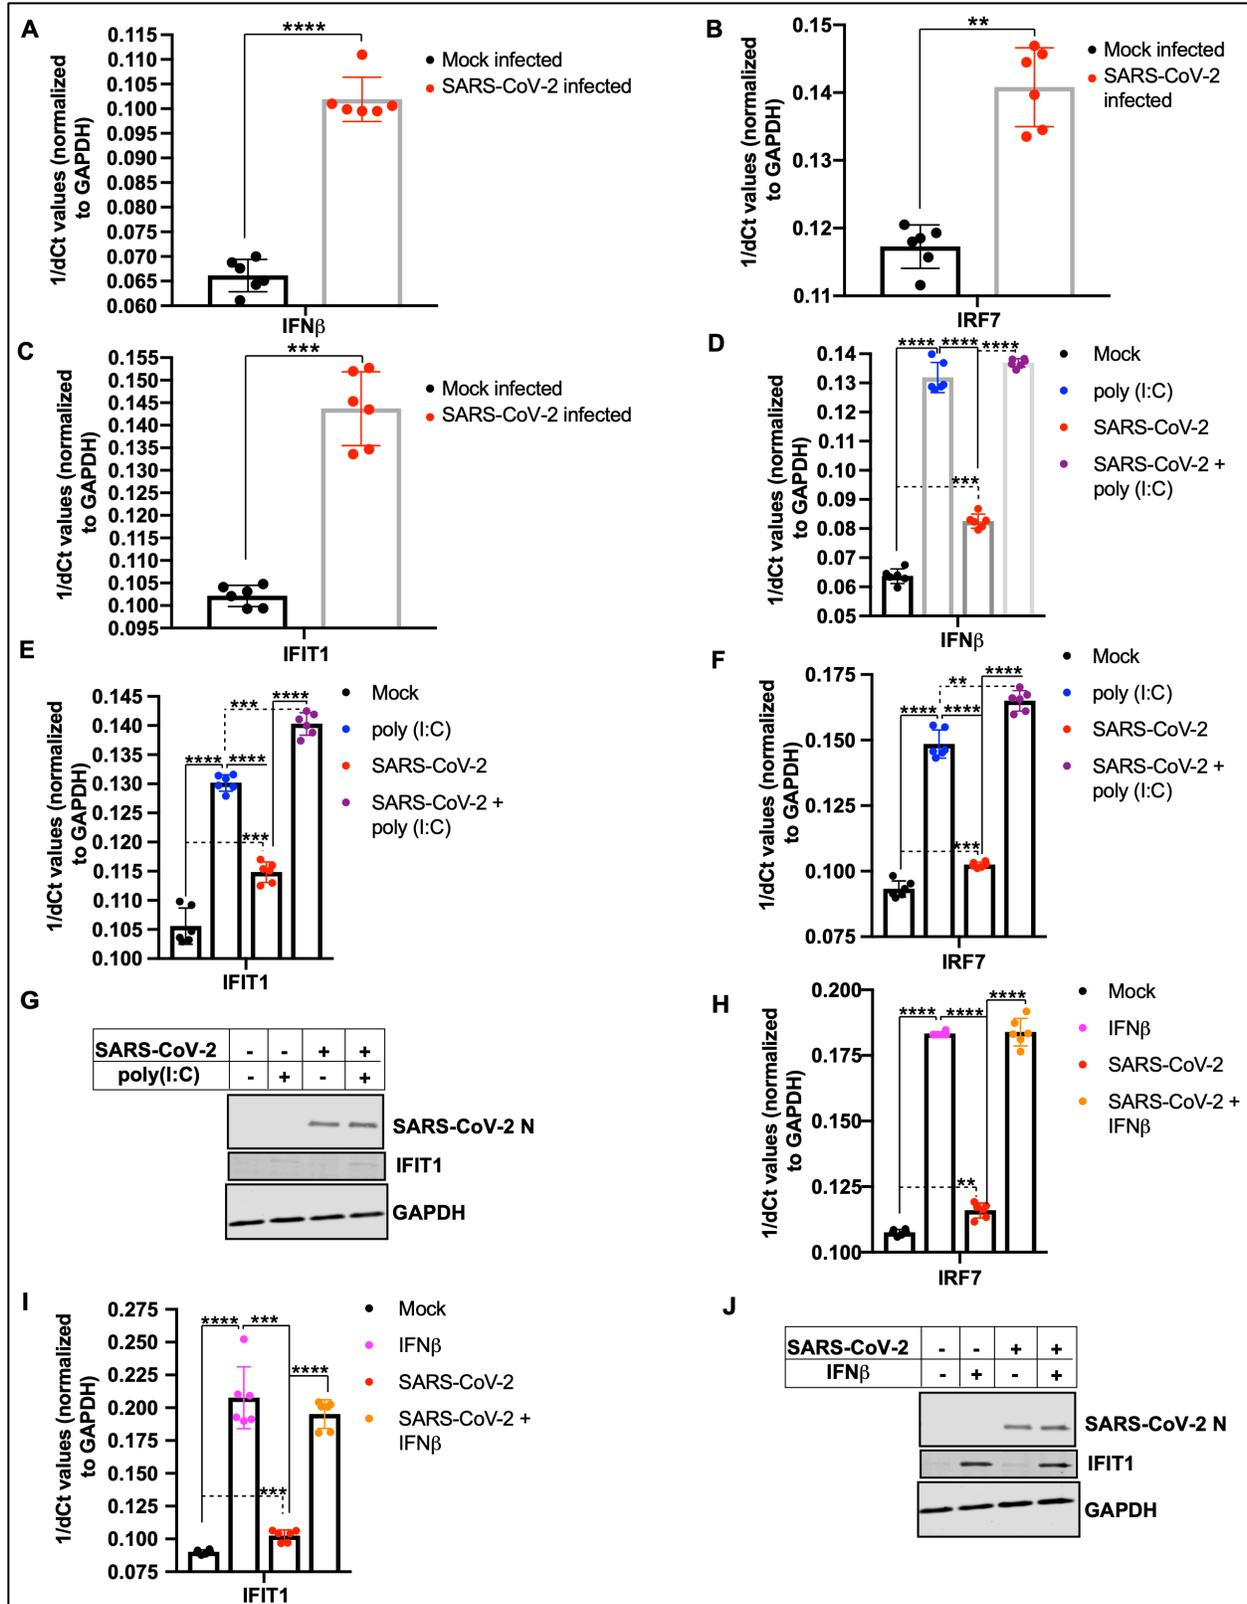 A
1/dCt values (normalized
to GAPDH)
0.115
0.110
0.105
0.100
0.095
0.090
0.085
0.080
0.075
0.070
0.065
0.060
****
IFNβ
Mock infected
SARS-CoV-2 infected
B
1/dCt values (normalized
to GAPDH)
0.15
0.14
0.13
0.12
0.11
**
IRF7
Mock infected
SARS-CoV-2
infected
C
1/dCt values (normalized
to GAPDH)
0.155
0.150
0.145
0.140
0.135
0.130
0.125
0.120
0.115
0.110
0.105
0.100
0.095
***
IFIT1
Mock infected
SARS-CoV-2 infected
D
1/dCt values (normalized
to GAPDH)
0.14
0.13
0.12
0.11
0.10
0.09
0.08
0.07
0.06
0.05
**** **** ****
***
IFNβ
Mock
poly (I:C)
SARS-CoV-2
SARS-CoV-2 +
poly (I:C)
E
1/dCt values (normalized
to GAPDH)
0.145
0.140
0.135
0.130
0.125
0.120
0.115
0.110
0.105
0.100
****
***
**** ****
***
IFIT1
Mock
poly (I:C)
SARS-CoV-2
SARS-CoV-2 +
poly (I:C)
F
1/dCt values (normalized
to GAPDH)
0.175
0.150
0.125
0.100
0.075
****
**
**** ****
***
IRF7
Mock
poly (I:C)
SARS-CoV-2
SARS-CoV-2 +
poly (I:C)
G
SARS-CoV-2 - - + +
poly(I:C) - + - +
SARS-CoV-2 N
IFIT1
GAPDH
H
1/dCt values (normalized
to GAPDH)
0.200
0.175
0.150
0.125
0.100
****
**** ****
**
IRF7
Mock
IFNβ
SARS-CoV-2
SARS-CoV-2 +
IFNβ
I
1/dCt values (normalized
to GAPDH)
0.275
0.250
0.225
0.200
0.175
0.150
0.125
0.100
0.075
**** ***
****
***
IFIT1
Mock
IFNβ
SARS-CoV-2
SARS-CoV-2 +
IFNβ
J
SARS-CoV-2 - - + +
IFNβ - + - +
SARS-CoV-2 N
IFIT1
GAPDH